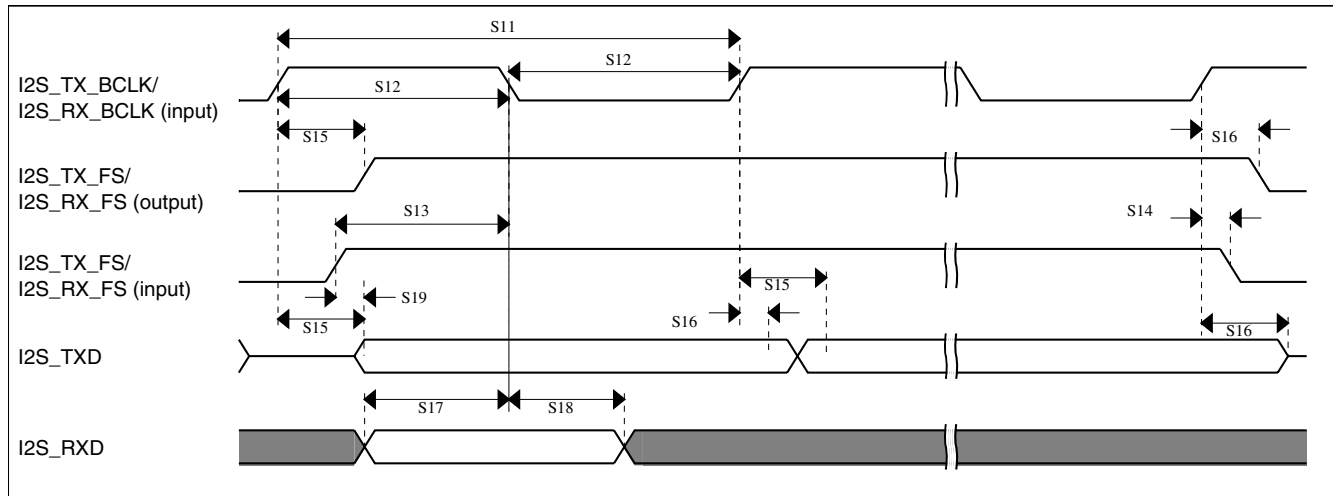 S11
S12
I2S_TX_BCLK/
I2S_RX_BCLK (input)
S12
S15
S16
I2S_TX_FS/
I2S_RX_FS (output)
S13
S14
I2S_TX_FS/
I2S_RX_FS (input)
S15
S19
S15
S16
S16
I2S_TXD
S17
S18
I2S_RXD